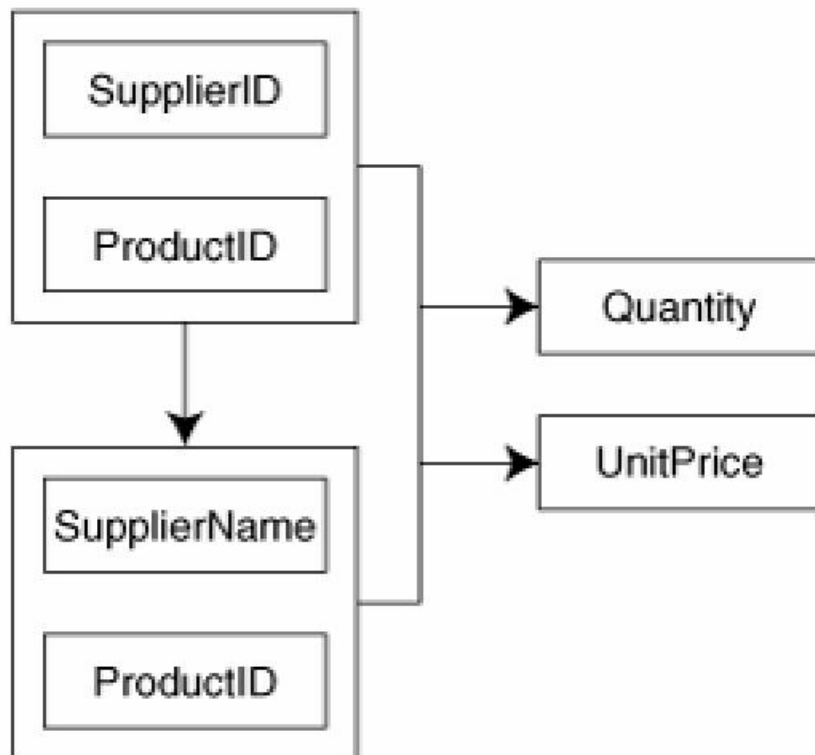 SupplierID
ProductID
Quantity
UnitPrice
SupplierName
ProductID